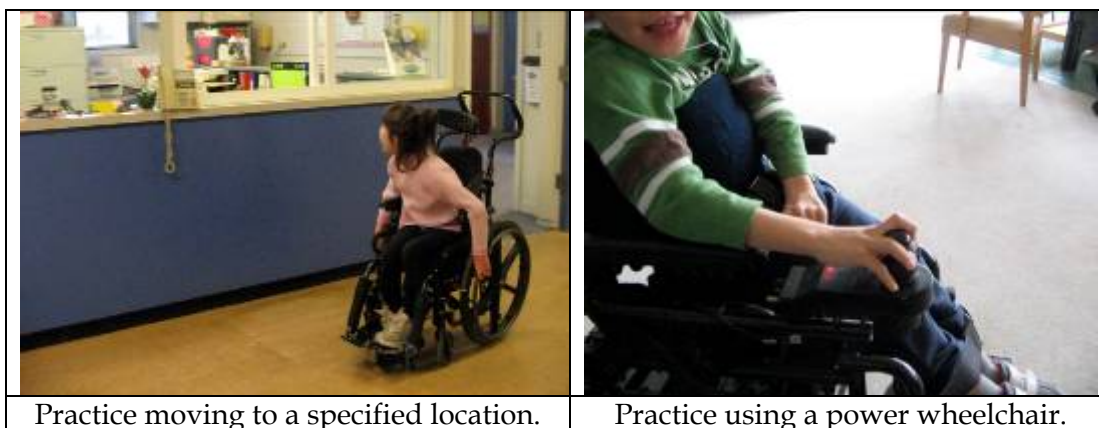 Practice moving to a specified location.
Practice using a power wheelchair.